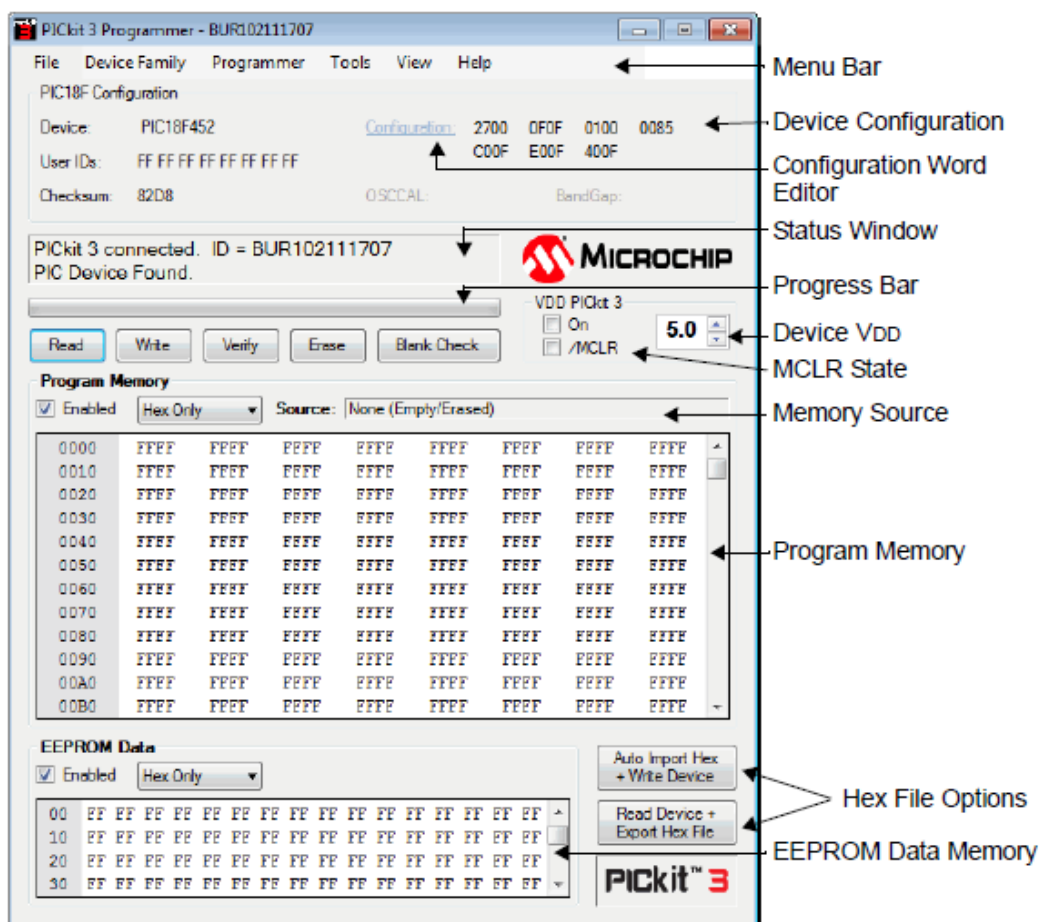 PICkit 3 Programmer - BUR102111707
File Device Family Programmer Tools View Help
Menu Bar
PIC18F Configuration
Device: PIC18F452 Configuration: 2700 0F0F 0100 0085
Device Configuration
User IDs: FF FF FF FF FF FF FF FF C00F E00F 400F
Configuration Word
Editor
Checksum: 82D8 OSCCAL: BandGap:
Status Window
PICkit 3 connected. ID = BUR102111707
PIC Device Found.
MICROCHIP
Progress Bar
VDD PICkit 3
On
/MCLR
5.0
Device VDD
MCLR State
Read Write Verify Erase Blank Check
Program Memory
Enabled Hex Only Source: None (Empty/Erased)
Memory Source
0000 FFFF FFFF FFFF FFFF FFFF FFFF FFFF FFFF
0010 FFFF FFFF FFFF FFFF FFFF FFFF FFFF FFFF
0020 FFFF FFFF FFFF FFFF FFFF FFFF FFFF FFFF
0030 FFFF FFFF FFFF FFFF FFFF FFFF FFFF FFFF
0040 FFFF FFFF FFFF FFFF FFFF FFFF FFFF FFFF
0050 FFFF FFFF FFFF FFFF FFFF FFFF FFFF FFFF
0060 FFFF FFFF FFFF FFFF FFFF FFFF FFFF FFFF
0070 FFFF FFFF FFFF FFFF FFFF FFFF FFFF FFFF
0080 FFFF FFFF FFFF FFFF FFFF FFFF FFFF FFFF
0090 FFFF FFFF FFFF FFFF FFFF FFFF FFFF FFFF
00A0 FFFF FFFF FFFF FFFF FFFF FFFF FFFF FFFF
00B0 FFFF FFFF FFFF FFFF FFFF FFFF FFFF FFFF
Program Memory
EEPROM Data
Enabled Hex Only
Auto Import Hex
+ Write Device
Read Device +
Export Hex File
Hex File Options
00 FF FF FF FF FF FF FF FF FF FF FF FF FF FF FF FF
10 FF FF FF FF FF FF FF FF FF FF FF FF FF FF FF FF
20 FF FF FF FF FF FF FF FF FF FF FF FF FF FF FF FF
30 FF FF FF FF FF FF FF FF FF FF FF FF FF FF FF FF
EEPROM Data Memory
PICkit™ 3